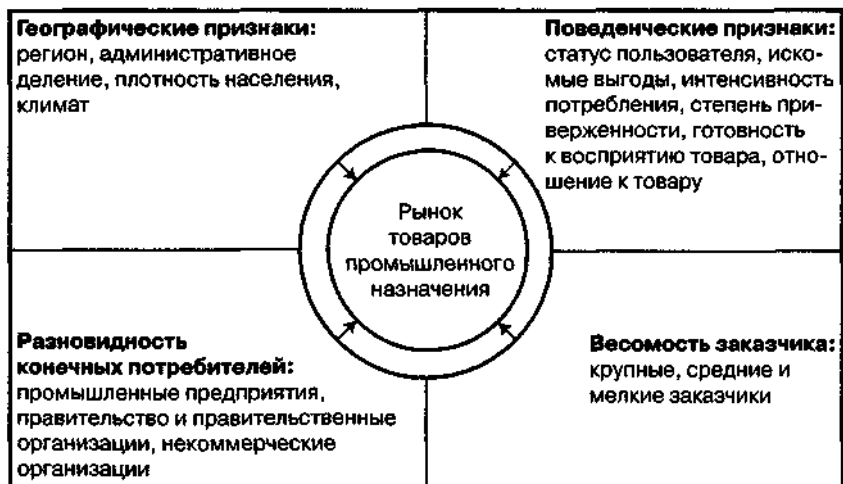 Географические признаки:
регион, административное
деление, плотность населения,
климат
Поведенческие признаки:
статус пользователя, иско-
мые выгоды, интенсивность
потребления, степень при-
верженности, готовность
к восприятию товара, отно-
шение к товару
Рынок
товаров
промышленного
назначения
Разновидность
конечных потребителей:
промышленные предприятия,
правительство и правительственные
организации, некоммерческие
организации
Весомость заказчика:
крупные, средние и
мелкие заказчики